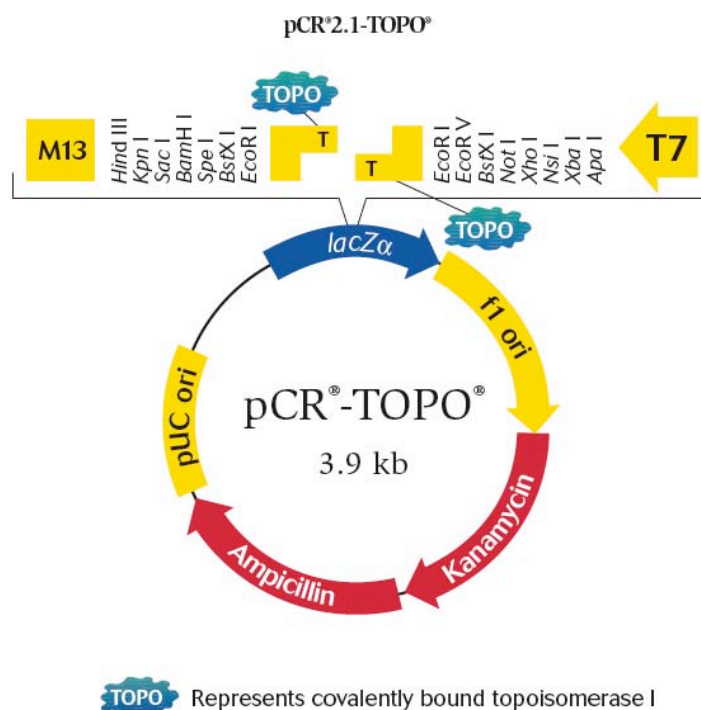 pCR®2.1-TOPO®
TOPO
M13
Hind III
Kpn I
Sac I
BamH I
Spe I
BstX I
EcoR I
T
T
EcoR I
EcoR V
BstX I
Not I
Xho I
Nsi I
Xba I
Apa I
T7
TOPO
lacZα
f1 ori
pUC ori
pCR®-TOPO®
3.9 kb
Kanamycin
Ampicillin
TOPO Represents covalently bound topoisomerase I